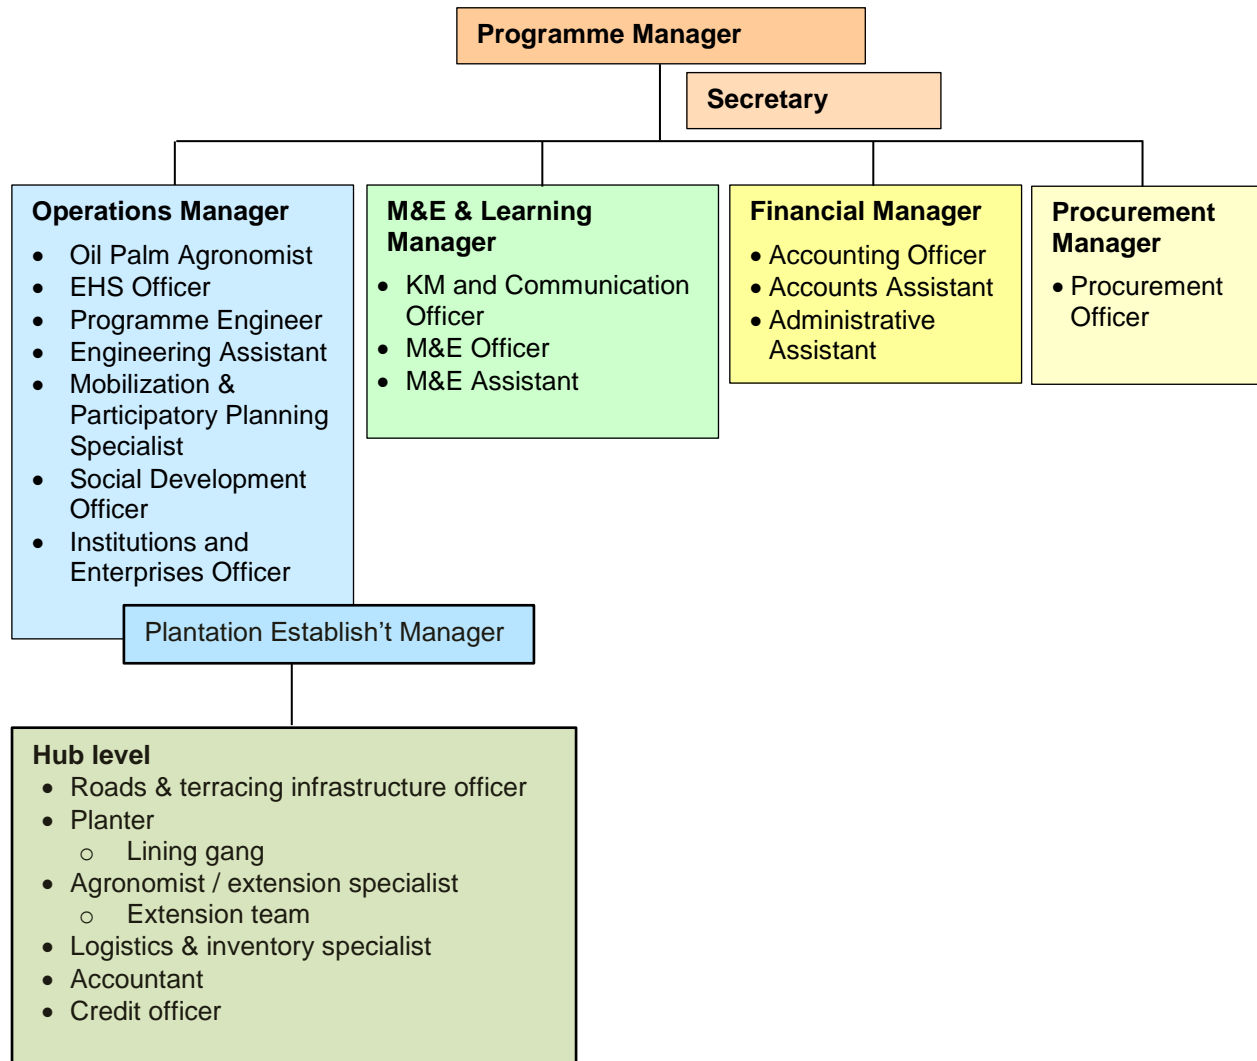 Programme Manager
Secretary
Operations Manager
• Oil Palm Agronomist
• EHS Officer
• Programme Engineer
• Engineering Assistant
• Mobilization &
Participatory Planning
Specialist
• Social Development
Officer
• Institutions and
Enterprises Officer
M&E & Learning
Manager
• KM and Communication
Officer
• M&E Officer
• M&E Assistant
Financial Manager
• Accounting Officer
• Accounts Assistant
• Administrative
Assistant
Procurement
Manager
• Procurement
Officer
Plantation Establish’t Manager
Hub level
• Roads & terracing infrastructure officer
• Planter
o Lining gang
• Agronomist / extension specialist
o Extension team
• Logistics & inventory specialist
• Accountant
• Credit officer